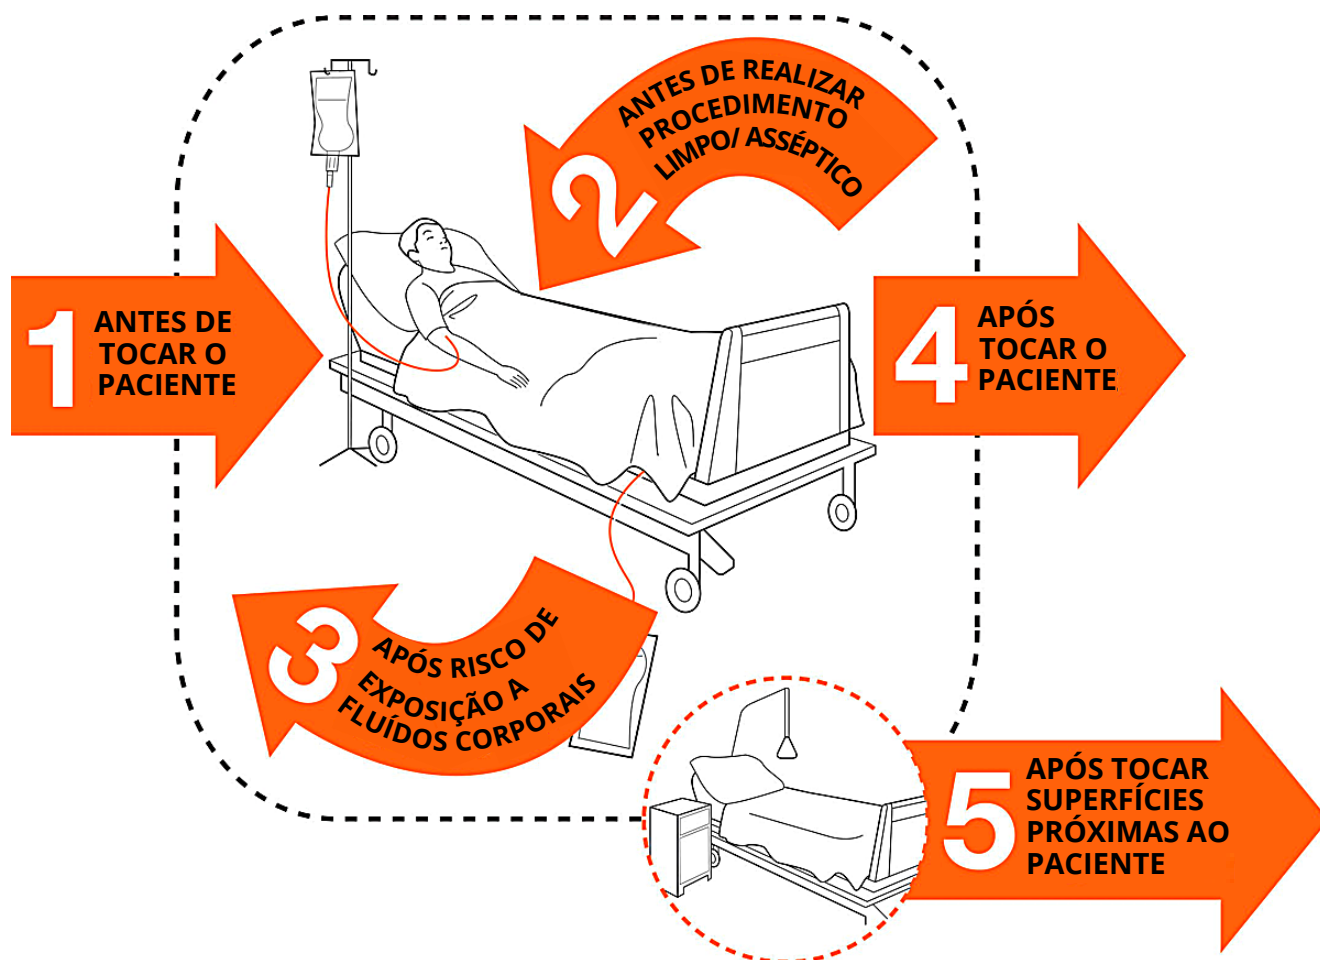 1
ANTES DE
TOCAR O
PACIENTE
2
ANTES DE REALIZAR
PROCEDIMENTO
LIMPO/ ASSÉPTICO
3
APÓS RISCO DE
EXPOSIÇÃO A
FLUÍDOS CORPORAIS
4
APÓS
TOCAR O
PACIENTE
5
APÓS TOCAR
SUPERFÍCIES
PRÓXIMAS AO
PACIENTE